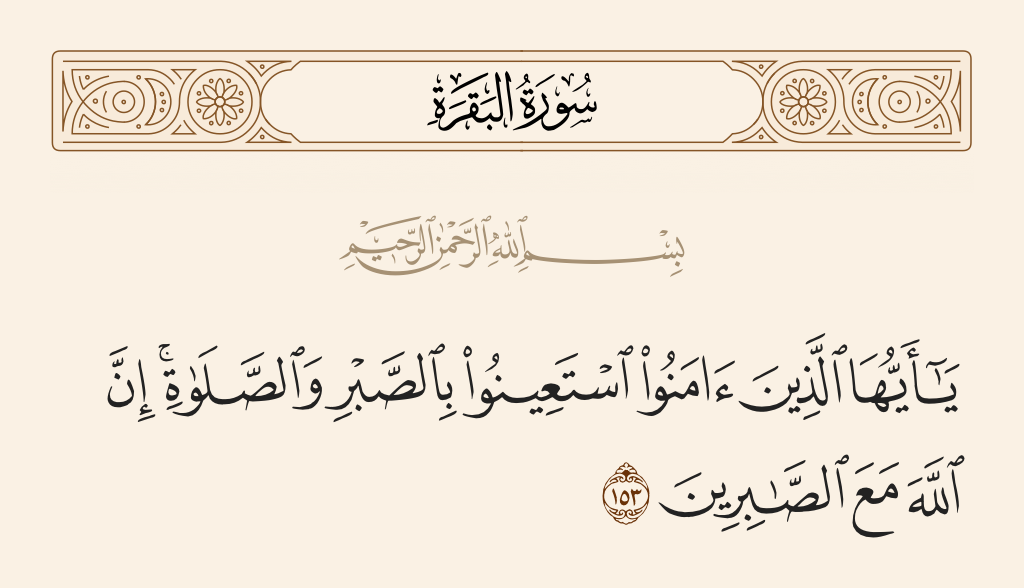 سُورَةُ البَقَرَةِ
بِسْمِ ٱللَّهِ ٱلرَّحْمَٰنِ ٱلرَّحِيمِ
يَـٰٓأَيُّهَا ٱلَّذِينَ ءَامَنُوا۟ ٱسْتَعِينُوا۟ بِٱلصَّبْرِ وَٱلصَّلَوٰةِ ۚ إِنَّ
ٱللَّهَ مَعَ ٱلصَّـٰبِرِينَ ١٥٣